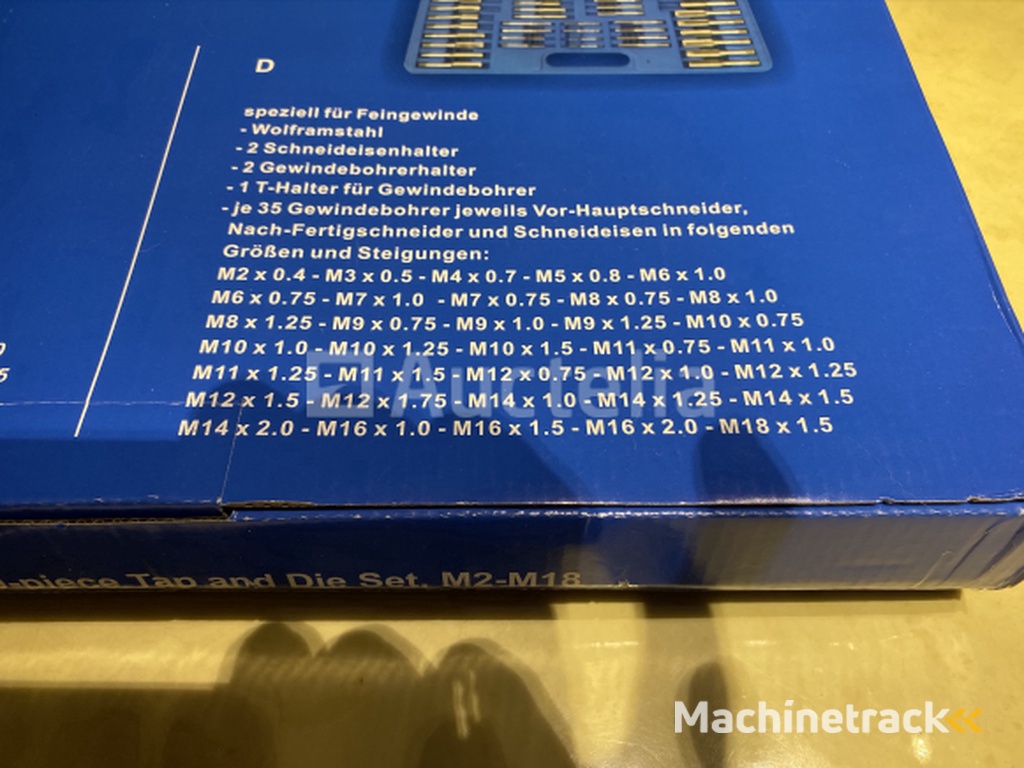 D
speziell für Feingewinde
- Wolframstahl
- 2 Schneideisenhalter
- 2 Gewindebohrerhalter
- 1 T-Halter für Gewindebohrer
- je 35 Gewindebohrer jeweils Vor-Hauptschneider,
Nach-Fertigschneider und Schneideisen in folgenden
Größen und Steigungen:
M2 x 0.4 - M3 x 0.5 - M4 x 0.7 - M5 x 0.8 - M6 x 1.0
M6 x 0.75 - M7 x 1.0 - M7 x 0.75 - M8 x 0.75 - M8 x 1.0
M8 x 1.25 - M9 x 0.75 - M9 x 1.0 - M9 x 1.25 - M10 x 0.75
M10 x 1.0 - M10 x 1.25 - M10 x 1.5 - M11 x 0.75 - M11 x 1.0
M11 x 1.25 - M11 x 1.5 - M12 x 0.75 - M12 x 1.0 - M12 x 1.25
M12 x 1.5 - M12 x 1.75 - M14 x 1.0 - M14 x 1.25 - M14 x 1.5
M14 x 2.0 - M16 x 1.0 - M16 x 1.5 - M16 x 2.0 - M18 x 1.5
Auctelia
-piece Tap and Die Set, M2-M18
Machinetrack